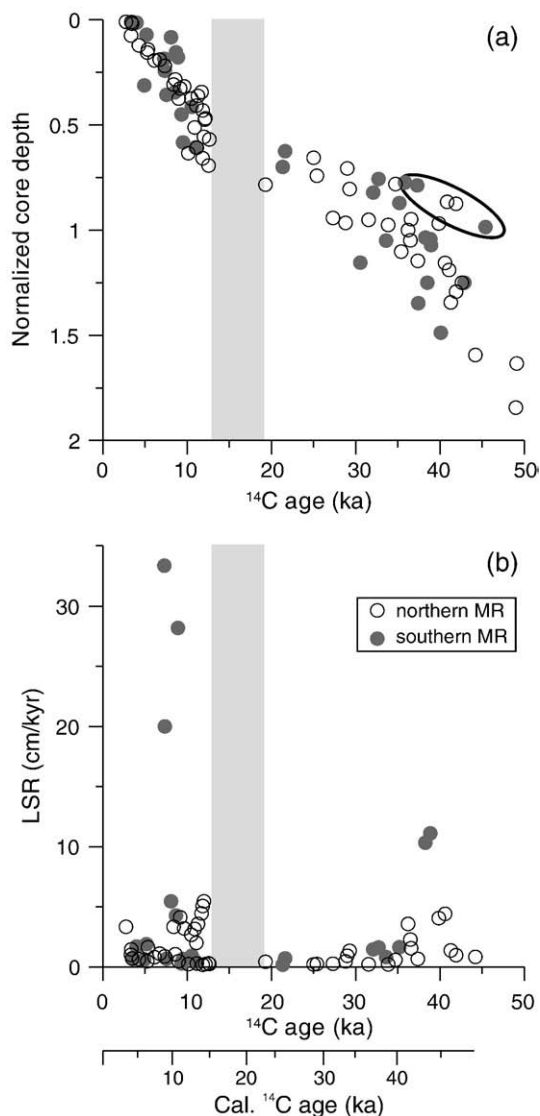 (a)
Normalized core depth
0
0.5
1
1.5
2
0 10 20 30 40 50
¹⁴C age (ka)
(b)
northern MR
southern MR
LSR (cm/kyr)
30
20
10
0
0 10 20 30 40 50
¹⁴C age (ka)
10 20 30 40
Cal. ¹⁴C age (ka)